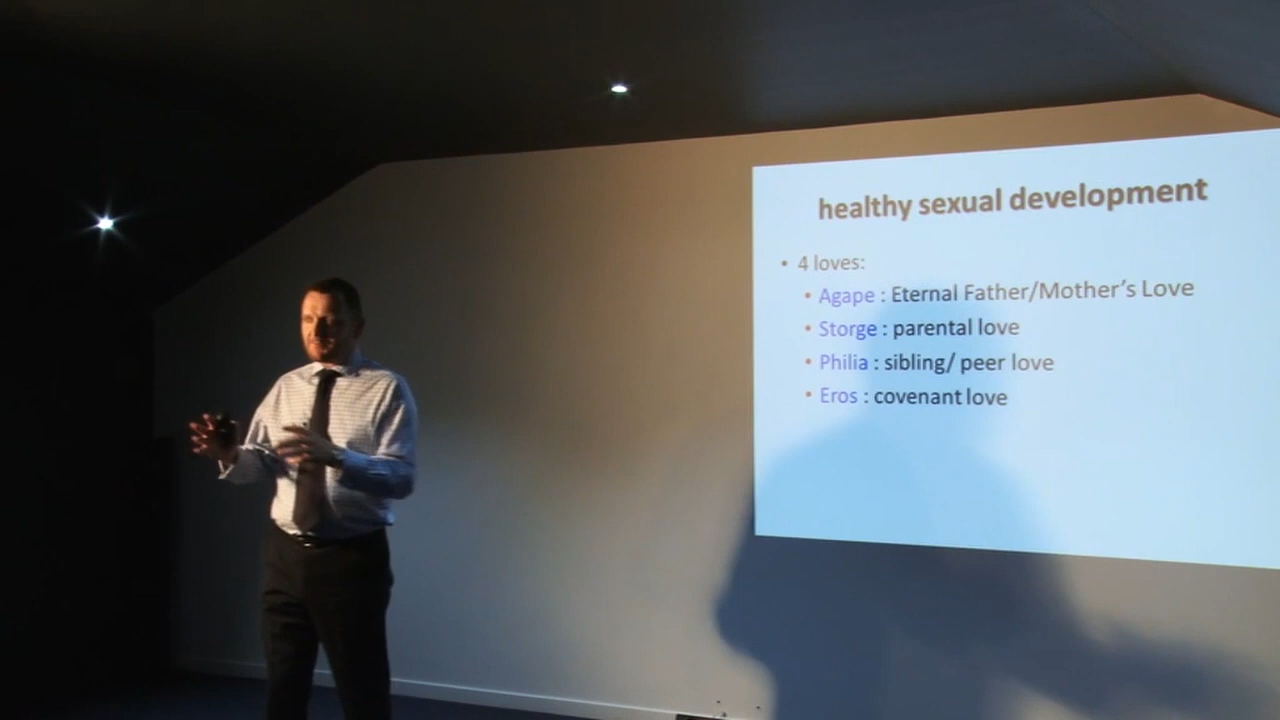 healthy sexual development
• 4 loves:
• Agape : Eternal Father/Mother's Love
• Storge : parental love
• Philia : sibling/ peer love
• Eros : covenant love